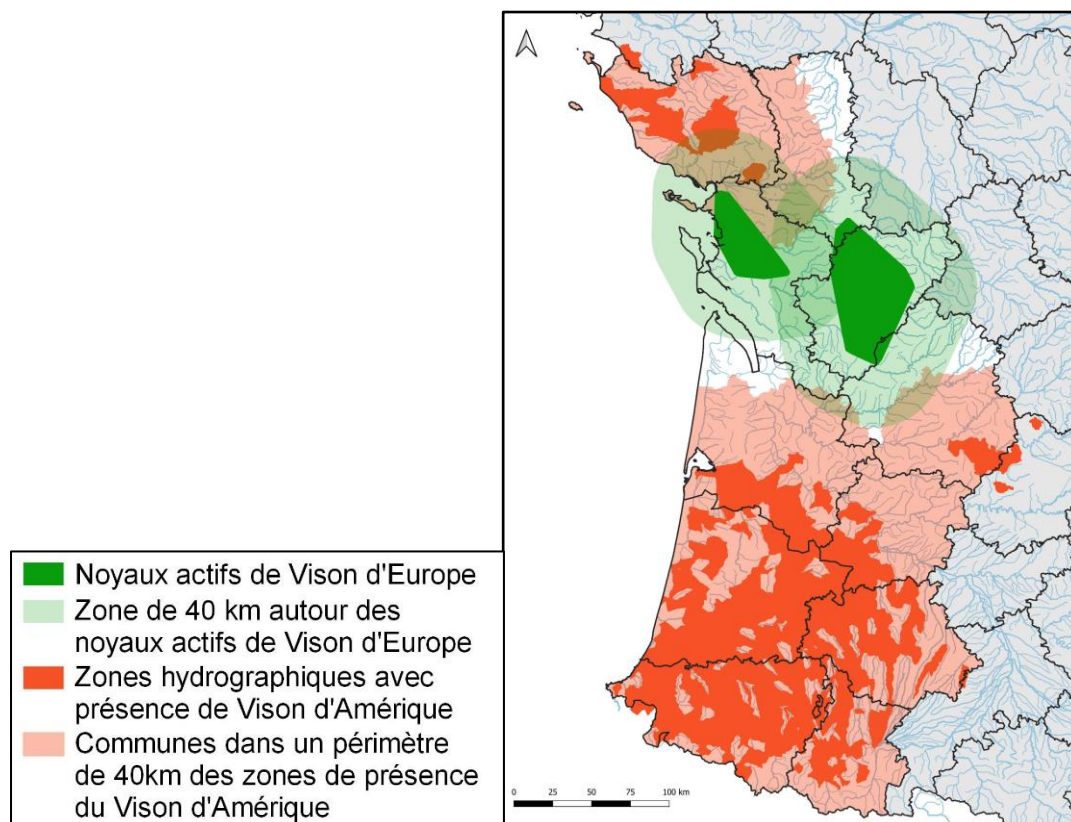 Noyaux actifs de Vison d'Europe
Zone de 40 km autour des
noyaux actifs de Vison d'Europe
Zones hydrographiques avec
présence de Vison d'Amérique
Communes dans un périmètre
de 40km des zones de présence
du Vison d'Amérique
0 25 50 75 100 km